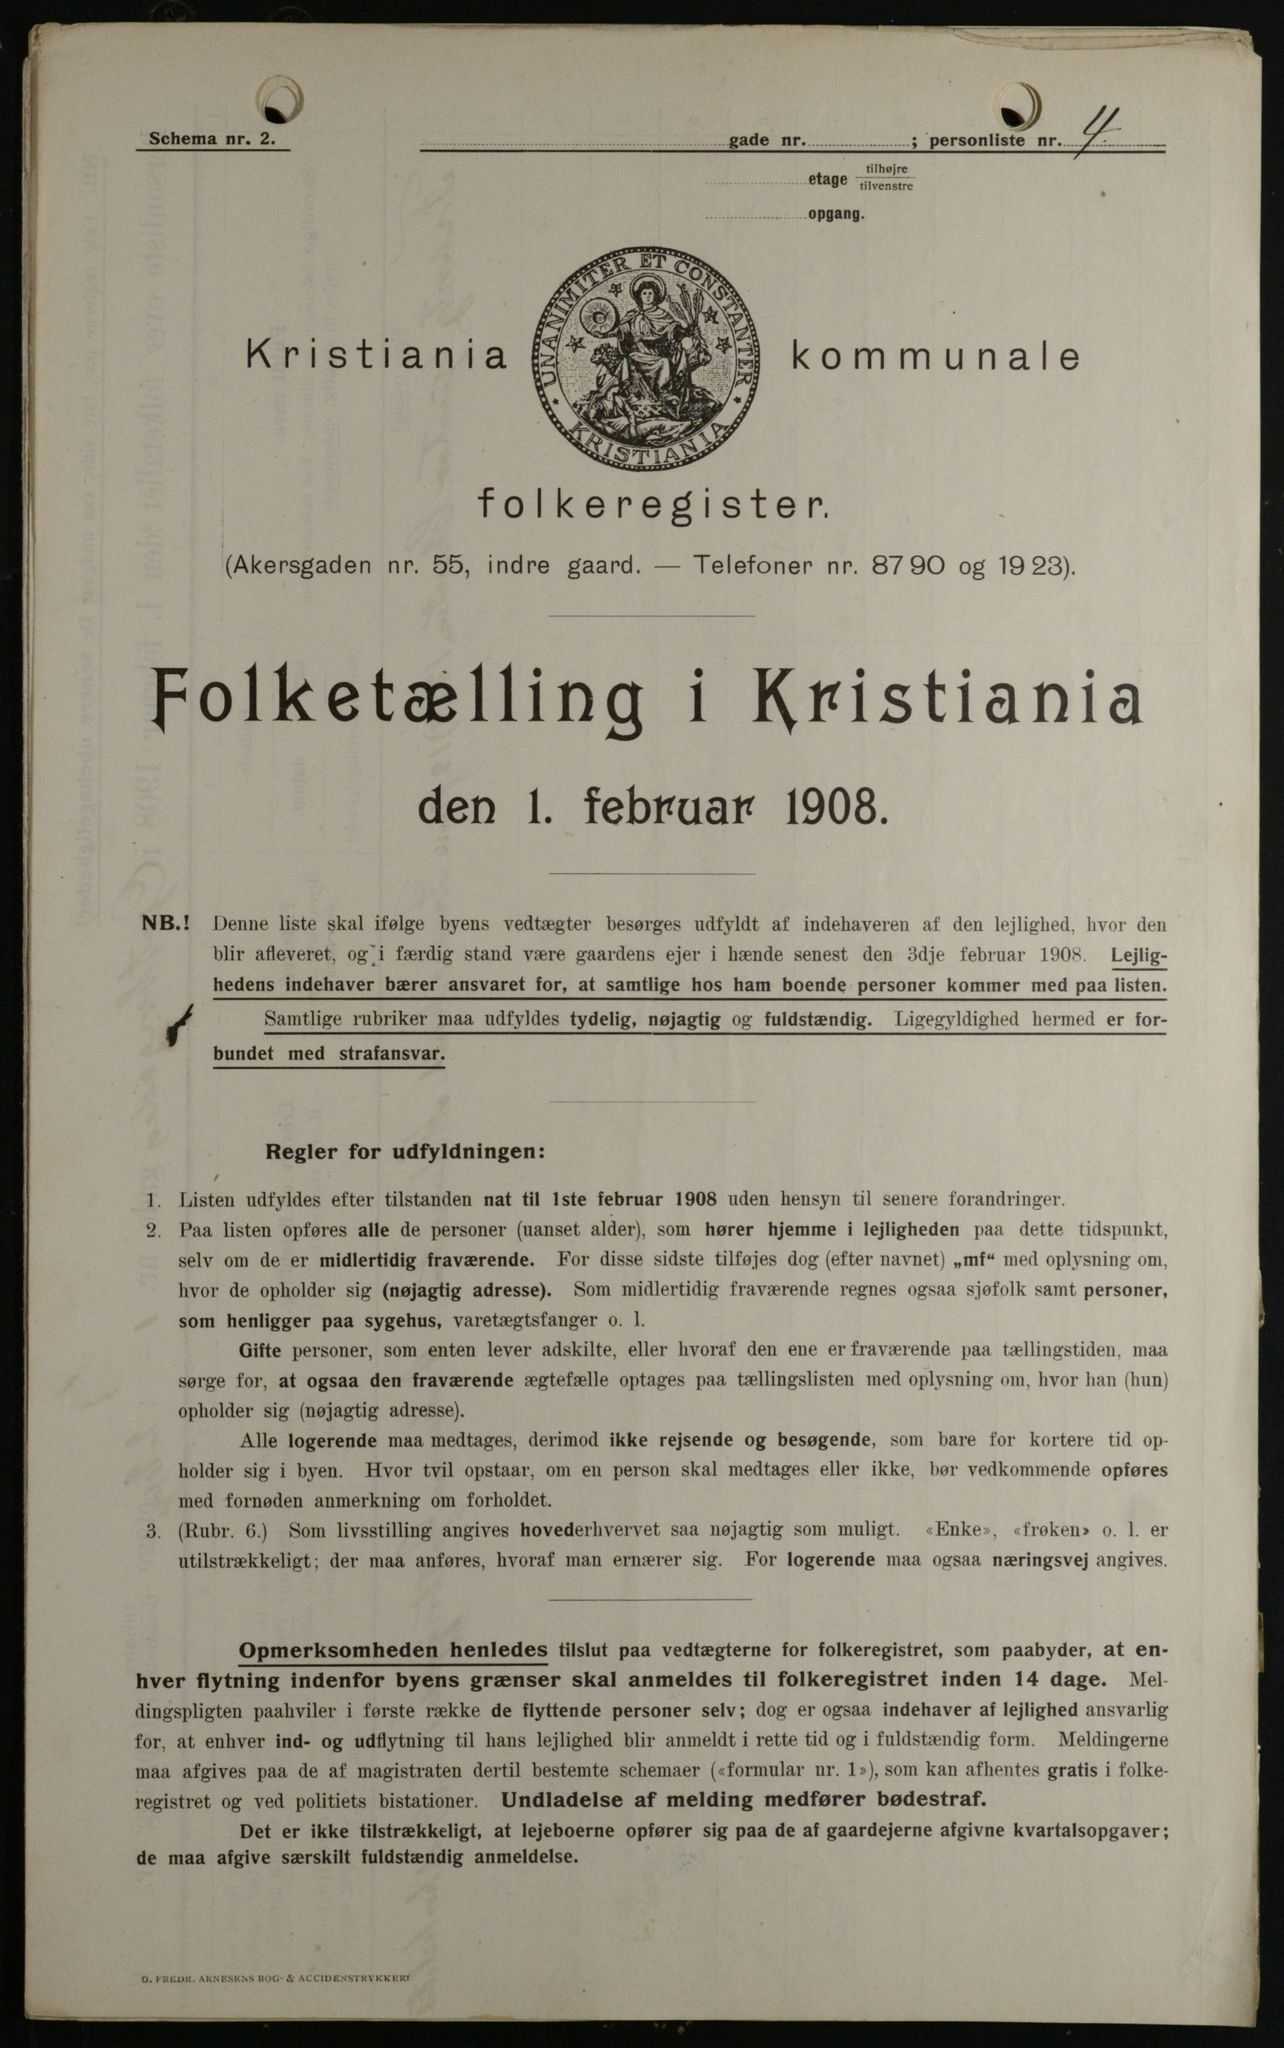 Schema nr. 2.
gade nr. ; personliste nr. 4
etage tilhøjre
tilvenstre
opgang.
UNANIMITER ET CONSTANTER
KRISTIANIA
Kristiania kommunale
folkeregister.
(Akersgaden nr. 55, indre gaard. — Telefoner nr. 8790 og 1923).
Folketælling i Kristiania
den 1. februar 1908.
NB.! Denne liste skal ifølge byens vedtægter besørges udfyldt af indehaveren af den lejlighed, hvor den
blir afleveret, og i færdig stand være gaardens ejer i hænde senest den 3dje februar 1908. Lejlig-
hedens indehaver bærer ansvaret for, at samtlige hos ham boende personer kommer med paa listen.
Samtlige rubriker maa udfyldes tydelig, nøjagtig og fuldstændig. Ligegyldighed hermed er for-
bundet med strafansvar.
Regler for udfyldningen:
1. Listen udfyldes efter tilstanden nat til 1ste februar 1908 uden hensyn til senere forandringer.
2. Paa listen opføres alle de personer (uanset alder), som hører hjemme i lejligheden paa dette tidspunkt,
selv om de er midlertidig fraværende. For disse sidste tilføjes dog (efter navnet) „mf“ med oplysning om,
hvor de opholder sig (nøjagtig adresse). Som midlertidig fraværende regnes ogsaa sjøfolk samt personer,
som henligger paa sygehus, varetægtsfanger o. l.
Gifte personer, som enten lever adskilte, eller hvoraf den ene er fraværende paa tællingstiden, maa
sørge for, at ogsaa den fraværende ægtefælle optages paa tællingslisten med oplysning om, hvor han (hun)
opholder sig (nøjagtig adresse).
Alle logerende maa medtages, derimod ikke rejsende og besøgende, som bare for kortere tid op-
holder sig i byen. Hvor tvil opstaar, om en person skal medtages eller ikke, bør vedkommende opføres
med fornøden anmerkning om forholdet.
3. (Rubr. 6.) Som livsstilling angives hovederhvervet saa nøjagtig som muligt. «Enke», «frøken» o. l. er
utilstrækkeligt; der maa anføres, hvoraf man ernærer sig. For logerende maa ogsaa næringsvej angives.
Opmerksomheden henledes tilslut paa vedtægterne for folkeregistret, som paabyder, at en-
hver flytning indenfor byens grænser skal anmeldes til folkeregistret inden 14 dage. Mel-
dingspligten paahviler i første række de flyttende personer selv; dog er ogsaa indehaver af lejlighed ansvarlig
for, at enhver ind- og udflytning til hans lejlighed blir anmeldt i rette tid og i fuldstændig form. Meldingerne
maa afgives paa de af magistraten dertil bestemte schemaer («formular nr. 1»), som kan afhentes gratis i folke-
registret og ved politiets bistationer. Undladelse af melding medfører bødestraf.
Det er ikke tilstrækkeligt, at lejeboerne opfører sig paa de af gaardejerne afgivne kvartalsopgaver;
de maa afgive særskilt fuldstændig anmeldelse.
O. FREDR. ARNESENS BOG- & ACCIDENSTRYKKERI